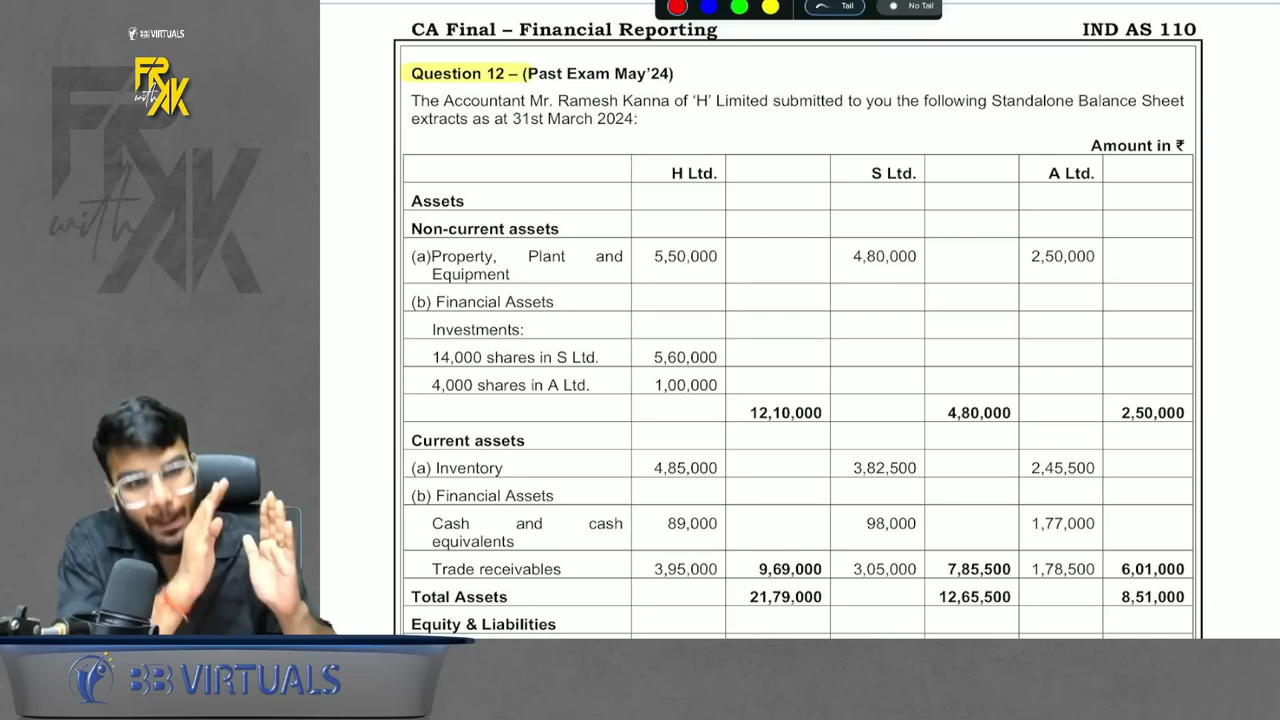 BB VIRTUALS
FR
with
KK
FR
with
KK
Tail
No Tail
CA Final – Financial Reporting IND AS 110
Question 12 – (Past Exam May'24)
The Accountant Mr. Ramesh Kanna of 'H' Limited submitted to you the following Standalone Balance Sheet
extracts as at 31st March 2024:
Amount in ₹
H Ltd. S Ltd. A Ltd.
Assets
Non-current assets
(a)Property, Plant and 5,50,000 4,80,000 2,50,000
Equipment
(b) Financial Assets
Investments:
14,000 shares in S Ltd. 5,60,000
4,000 shares in A Ltd. 1,00,000
12,10,000 4,80,000 2,50,000
Current assets
(a) Inventory 4,85,000 3,82,500 2,45,500
(b) Financial Assets
Cash and cash 89,000 98,000 1,77,000
equivalents
Trade receivables 3,95,000 9,69,000 3,05,000 7,85,500 1,78,500 6,01,000
Total Assets 21,79,000 12,65,500 8,51,000
Equity & Liabilities
BB VIRTUALS